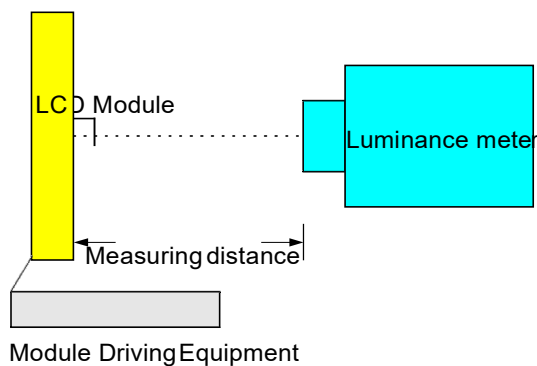 LCD Module
Luminance meter
Measuring distance
Module Driving Equipment